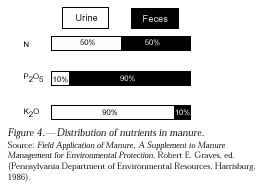 Urine Feces
N 50% 50%
P₂O₅ 10% 90%
K₂O 90% 10%
Figure 4.—Distribution of nutrients in manure.
Source: Field Application of Manure, A Supplement to Manure
Management for Environmental Protection, Robert E. Graves, ed.
(Pennsylvania Department of Environmental Resources, Harrisburg,
1986).